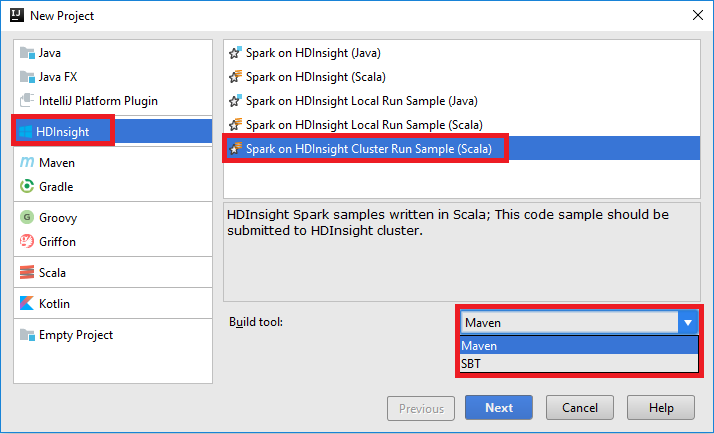 New Project
Java
Java FX
IntelliJ Platform Plugin
HDInsight
Maven
Gradle
Groovy
Griffon
Scala
Kotlin
Empty Project
Spark on HDInsight (Java)
Spark on HDInsight (Scala)
Spark on HDInsight Local Run Sample (Java)
Spark on HDInsight Local Run Sample (Scala)
Spark on HDInsight Cluster Run Sample (Scala)
HDInsight Spark samples written in Scala; This code sample should be
submitted to HDInsight cluster.
Build tool:
Maven
Maven
SBT
Previous
Next
Cancel
Help